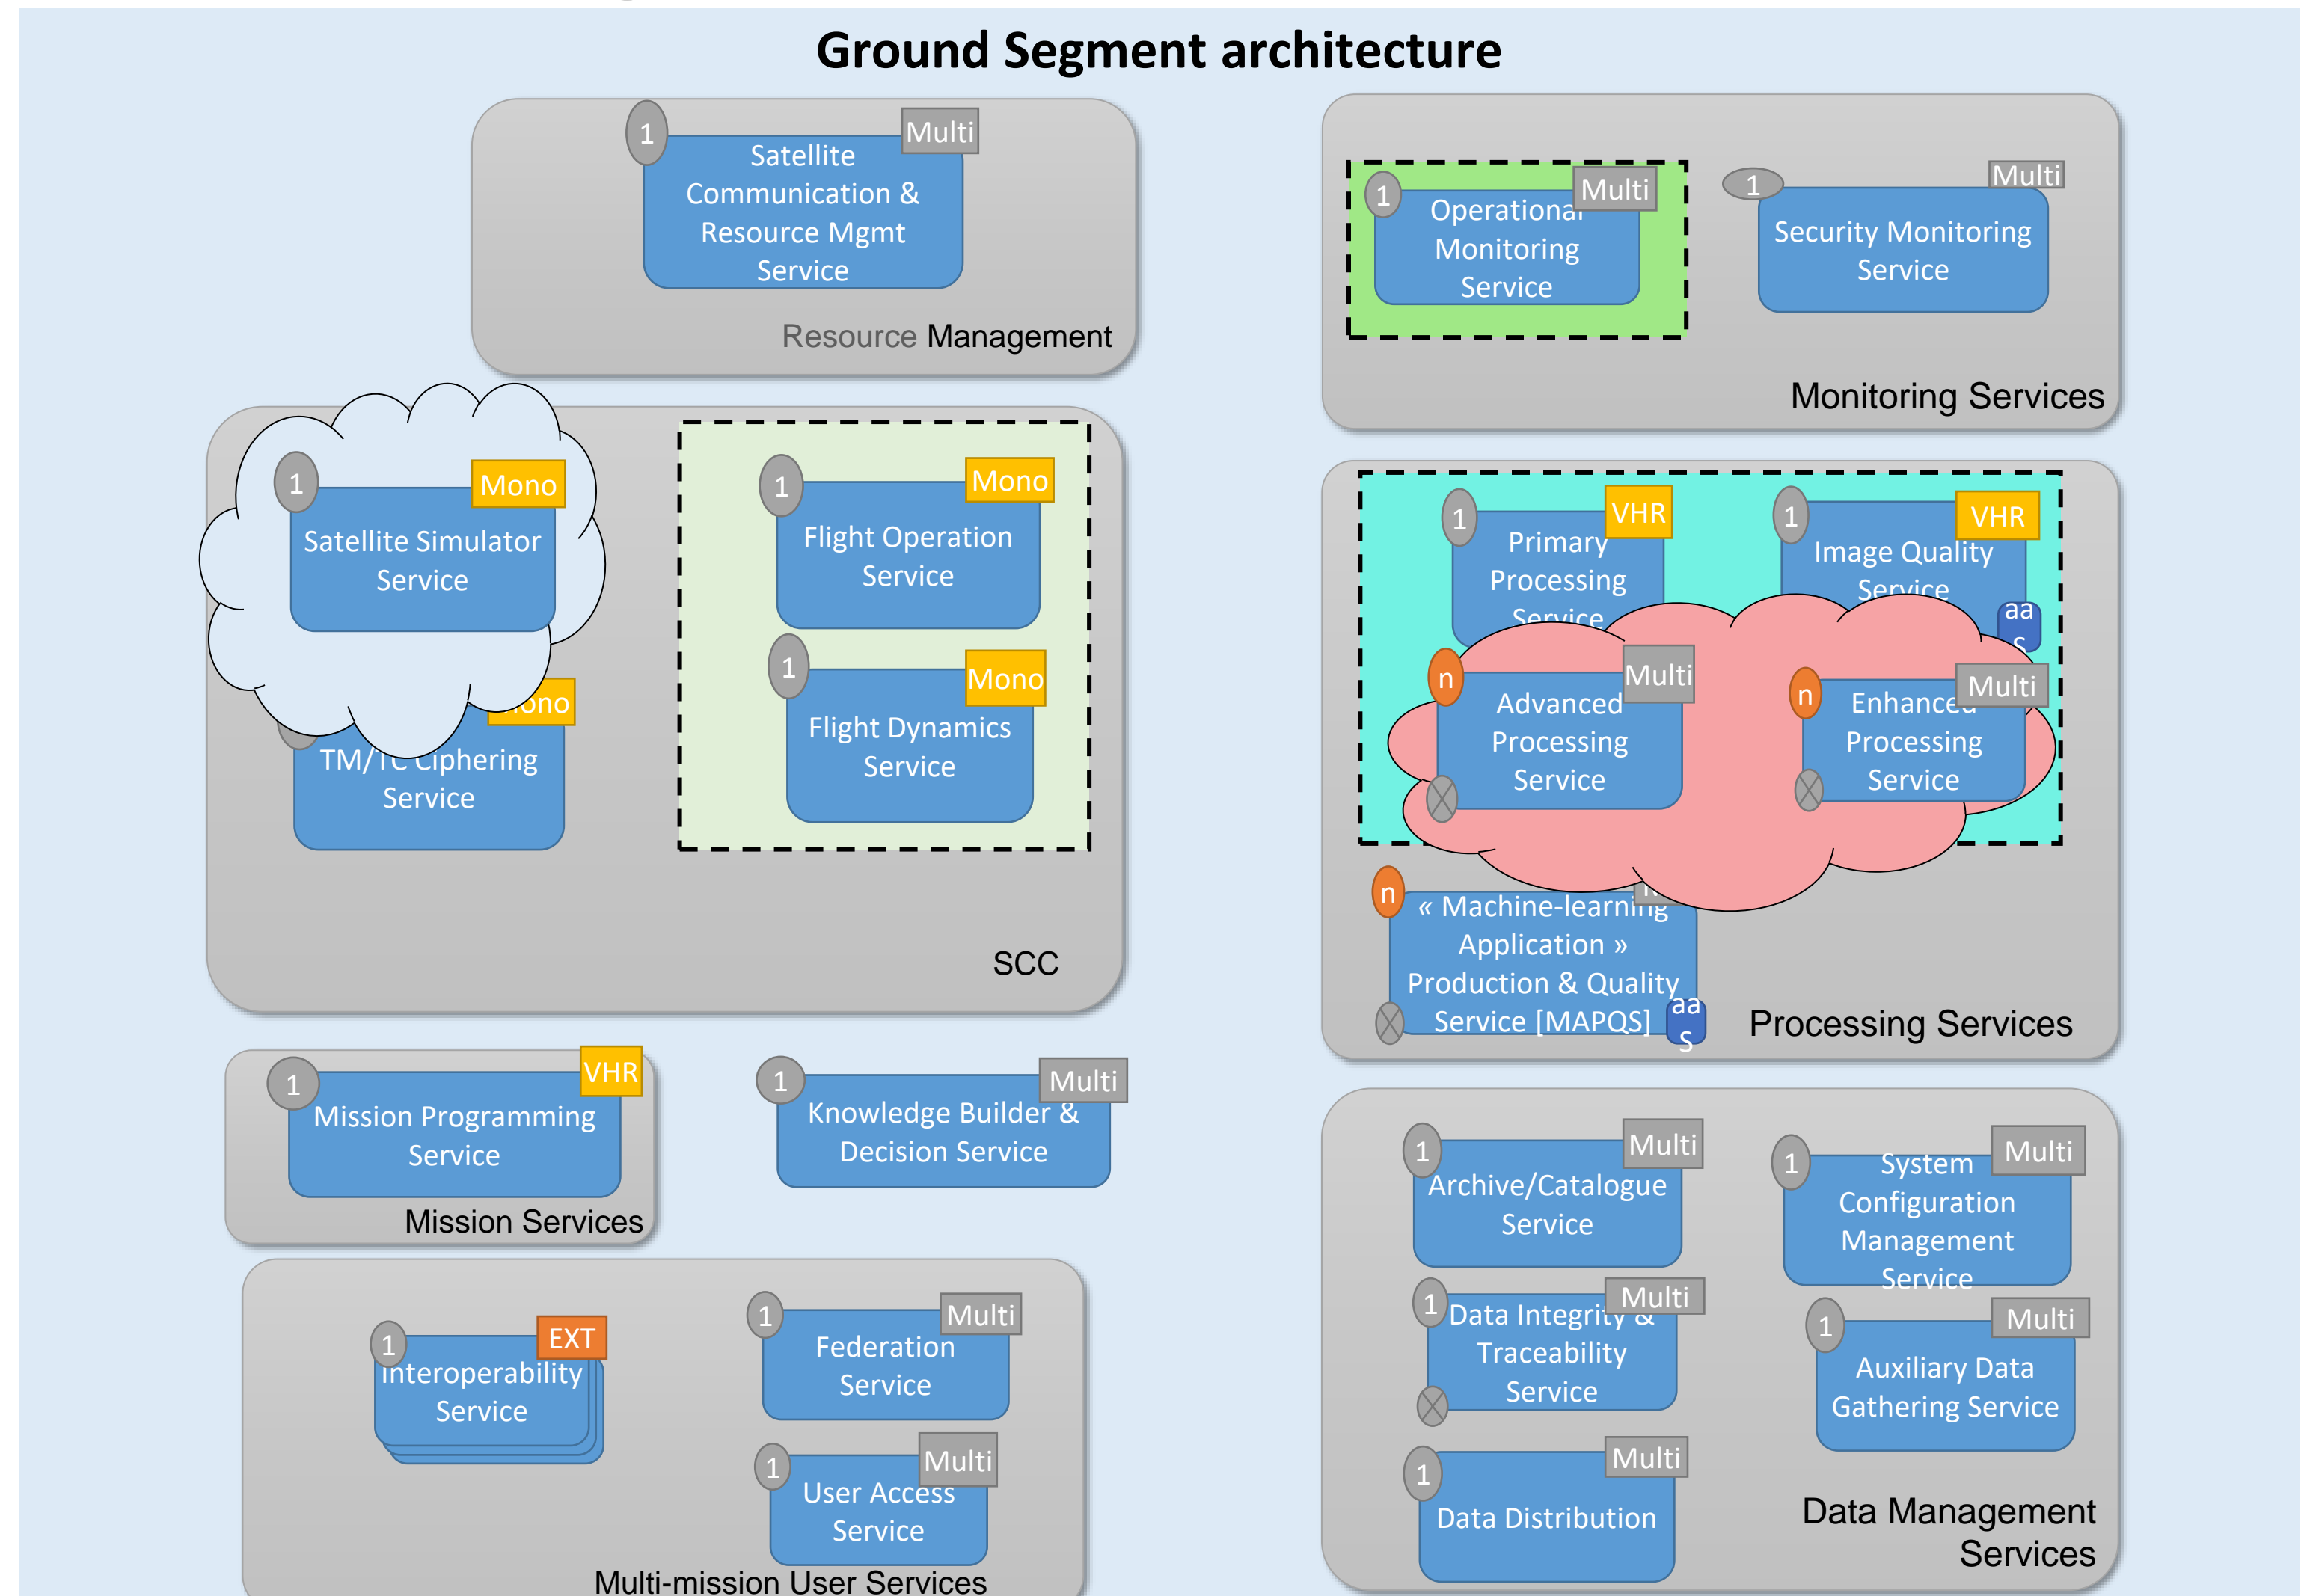 Ground Segment architecture
1
Multi
Satellite
Communication &
Resource Mgmt
Service
Resource Management
1
Multi
Operational
Monitoring
Service
1
Multi
Security Monitoring
Service
Monitoring Services
1
Mono
Satellite Simulator
Service
Mono
TM/TC Ciphering
Service
1
Mono
Flight Operation
Service
1
Mono
Flight Dynamics
Service
SCC
1
VHR
Primary
Processing
Service
1
VHR
Image Quality
Service
aa
S
n
Multi
Advanced
Processing
Service
n
Multi
Enhanced
Processing
Service
n
« Machine-learning
Application »
Production & Quality
Service [MAPQS]
aa
S
Processing Services
1
VHR
Mission Programming
Service
Mission Services
1
Multi
Knowledge Builder &
Decision Service
1
EXT
Interoperability
Service
1
Multi
Federation
Service
1
Multi
User Access
Service
Multi-mission User Services
1
Multi
Archive/Catalogue
Service
1
Multi
System
Configuration
Management
Service
1
Multi
Data Integrity &
Traceability
Service
1
Multi
Auxiliary Data
Gathering Service
1
Multi
Data Distribution
Data Management
Services